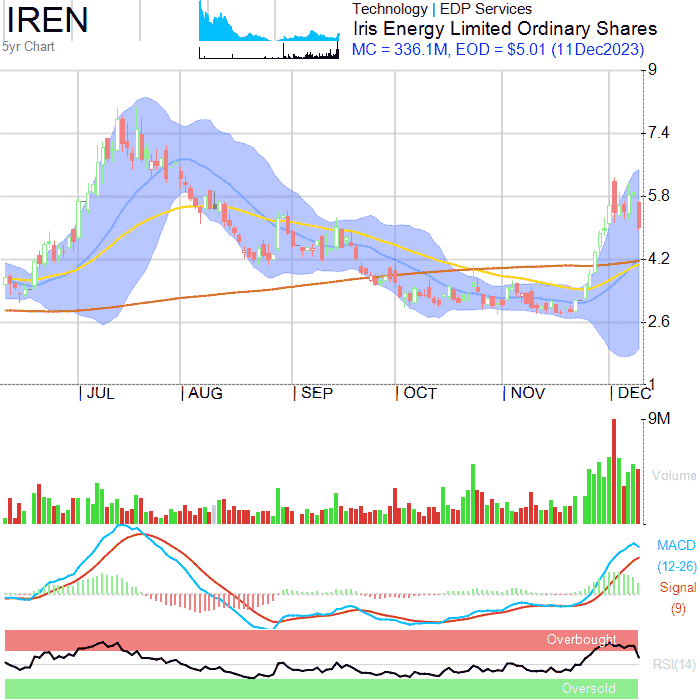 IREN
5yr Chart
Technology | EDP Services
Iris Energy Limited Ordinary Shares
MC = 336.1M, EOD = $5.01 (11Dec2023)
9
7.4
5.8
4.2
2.6
1
JUL AUG SEP OCT NOV DEC
9M
Volume
MACD
(12-26)
Signal
(9)
Overbought
RSI(14)
Oversold